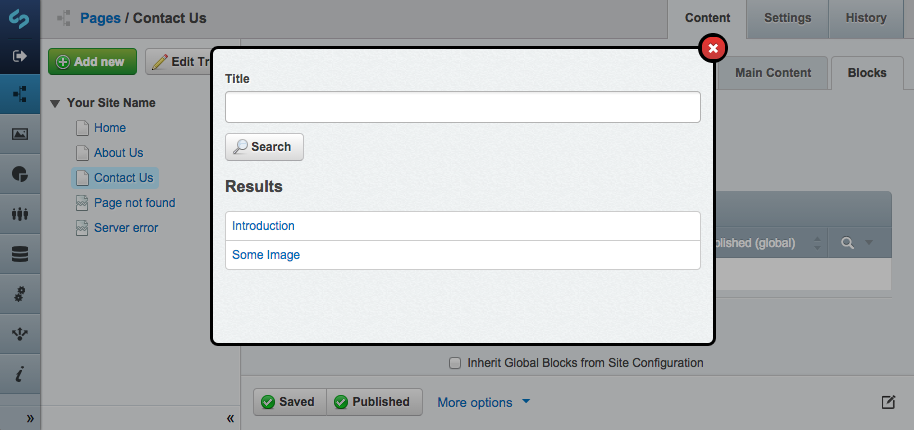 Pages / Contact Us
Content
Settings
History
Add new
Edit Tr
Main Content
Blocks
Your Site Name
Home
About Us
Contact Us
Page not found
Server error
Title
Search
Results
Introduction
Some Image
blished (global)
Inherit Global Blocks from Site Configuration
Saved
Published
More options
»
«